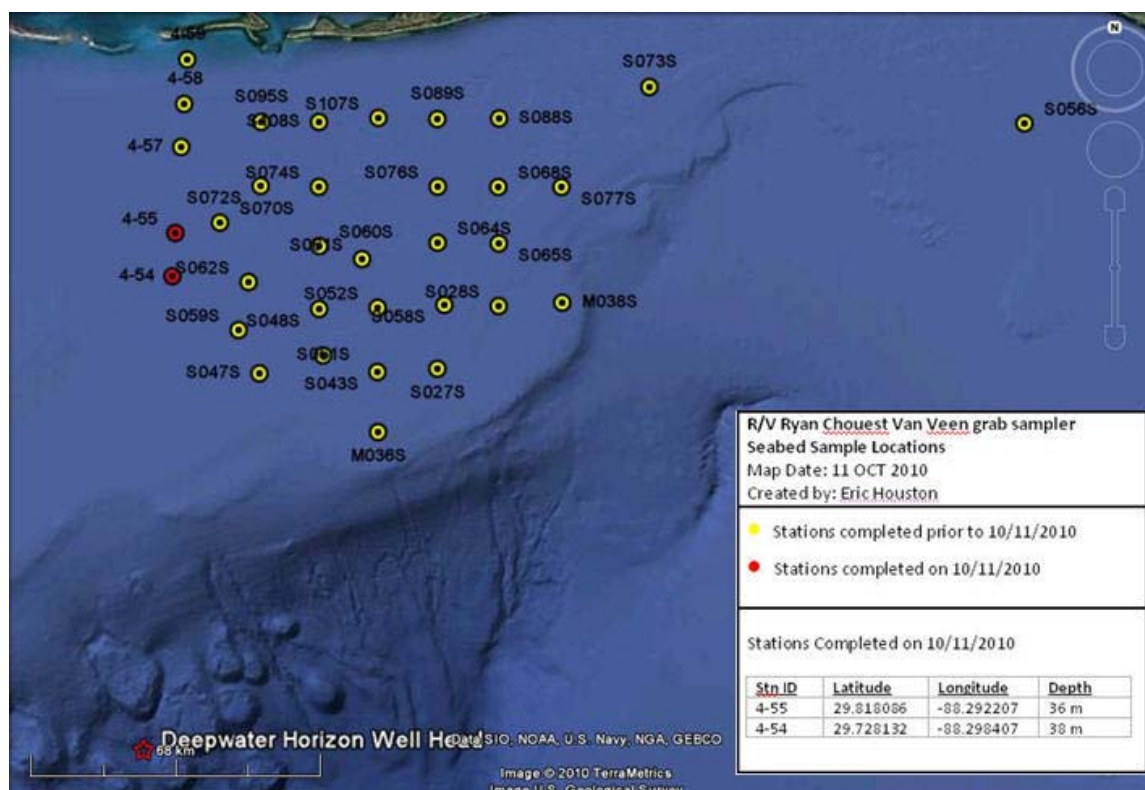 4-59
N
4-58
S073S
S095S
S107S
S089S
S108S
S088S
S056S
4-57
S074S
S076S
S068S
S077S
S072S
S070S
4-55
S060S
S064S
S065S
4-54
S062S
S052S
S058S
S028S
M038S
S059S
S048S
S047S
S043S
S027S
M036S
R/V Ryan Chouest Van Veen grab sampler
Seabed Sample Locations
Map Date: 11 OCT 2010
Created by: Eric Houston
Stations completed prior to 10/11/2010
Stations completed on 10/11/2010
Stations Completed on 10/11/2010
Stn ID Latitude Longitude Depth
4-55 29.818086 -88.292207 36 m
4-54 29.728132 -88.298407 38 m
Deepwater Horizon Well Head
68 km
SIO, NOAA, U.S. Navy, NGA, GEBCO
Image © 2010 TerraMetrics
Image U.S. Geological Survey